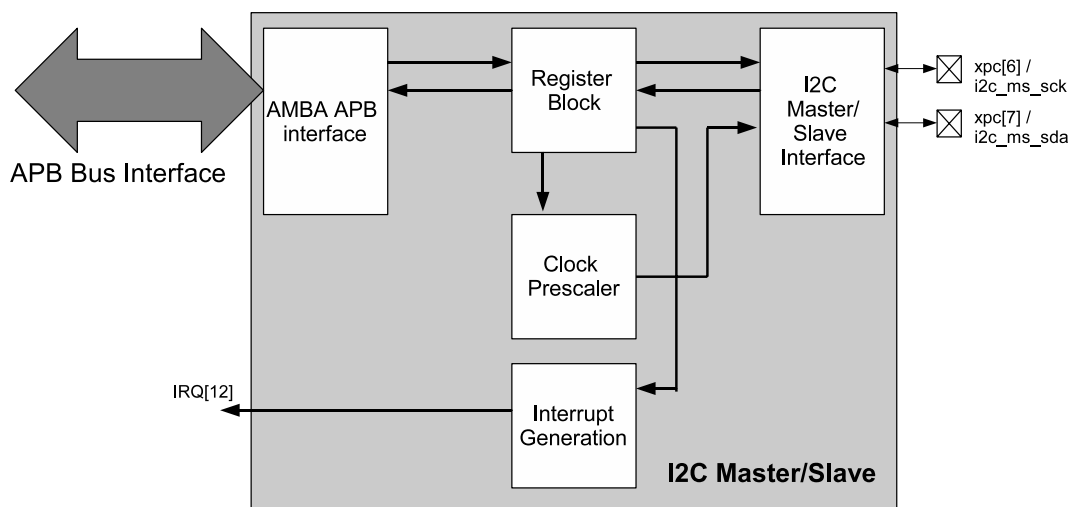 AMBA APB
interface
Register
Block
I2C
Master/
Slave
Interface
xpc[6] /
i2c_ms_sck
xpc[7] /
i2c_ms_sda
APB Bus Interface
Clock
Prescaler
IRQ[12]
Interrupt
Generation
I2C Master/Slave